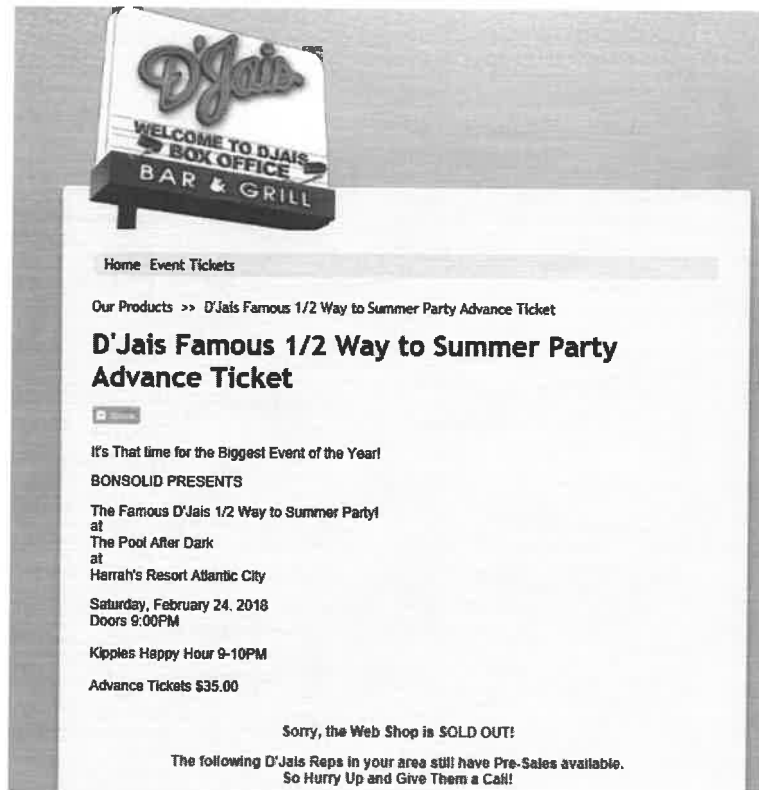 D'Jais
WELCOME TO DJAIS
BOX OFFICE
BAR & GRILL
Home Event Tickets
Our Products >> D'Jais Famous 1/2 Way to Summer Party Advance Ticket
D'Jais Famous 1/2 Way to Summer Party
Advance Ticket
It's That time for the Biggest Event of the Year!
BONSOLID PRESENTS
The Famous D'Jais 1/2 Way to Summer Party!
at
The Pool After Dark
at
Harrah's Resort Atlantic City
Saturday, February 24, 2018
Doors 9:00PM
Kipples Happy Hour 9-10PM
Advance Tickets $35.00
Sorry, the Web Shop is SOLD OUT!
The following D'Jais Reps in your area still have Pre-Sales available.
So Hurry Up and Give Them a Call!